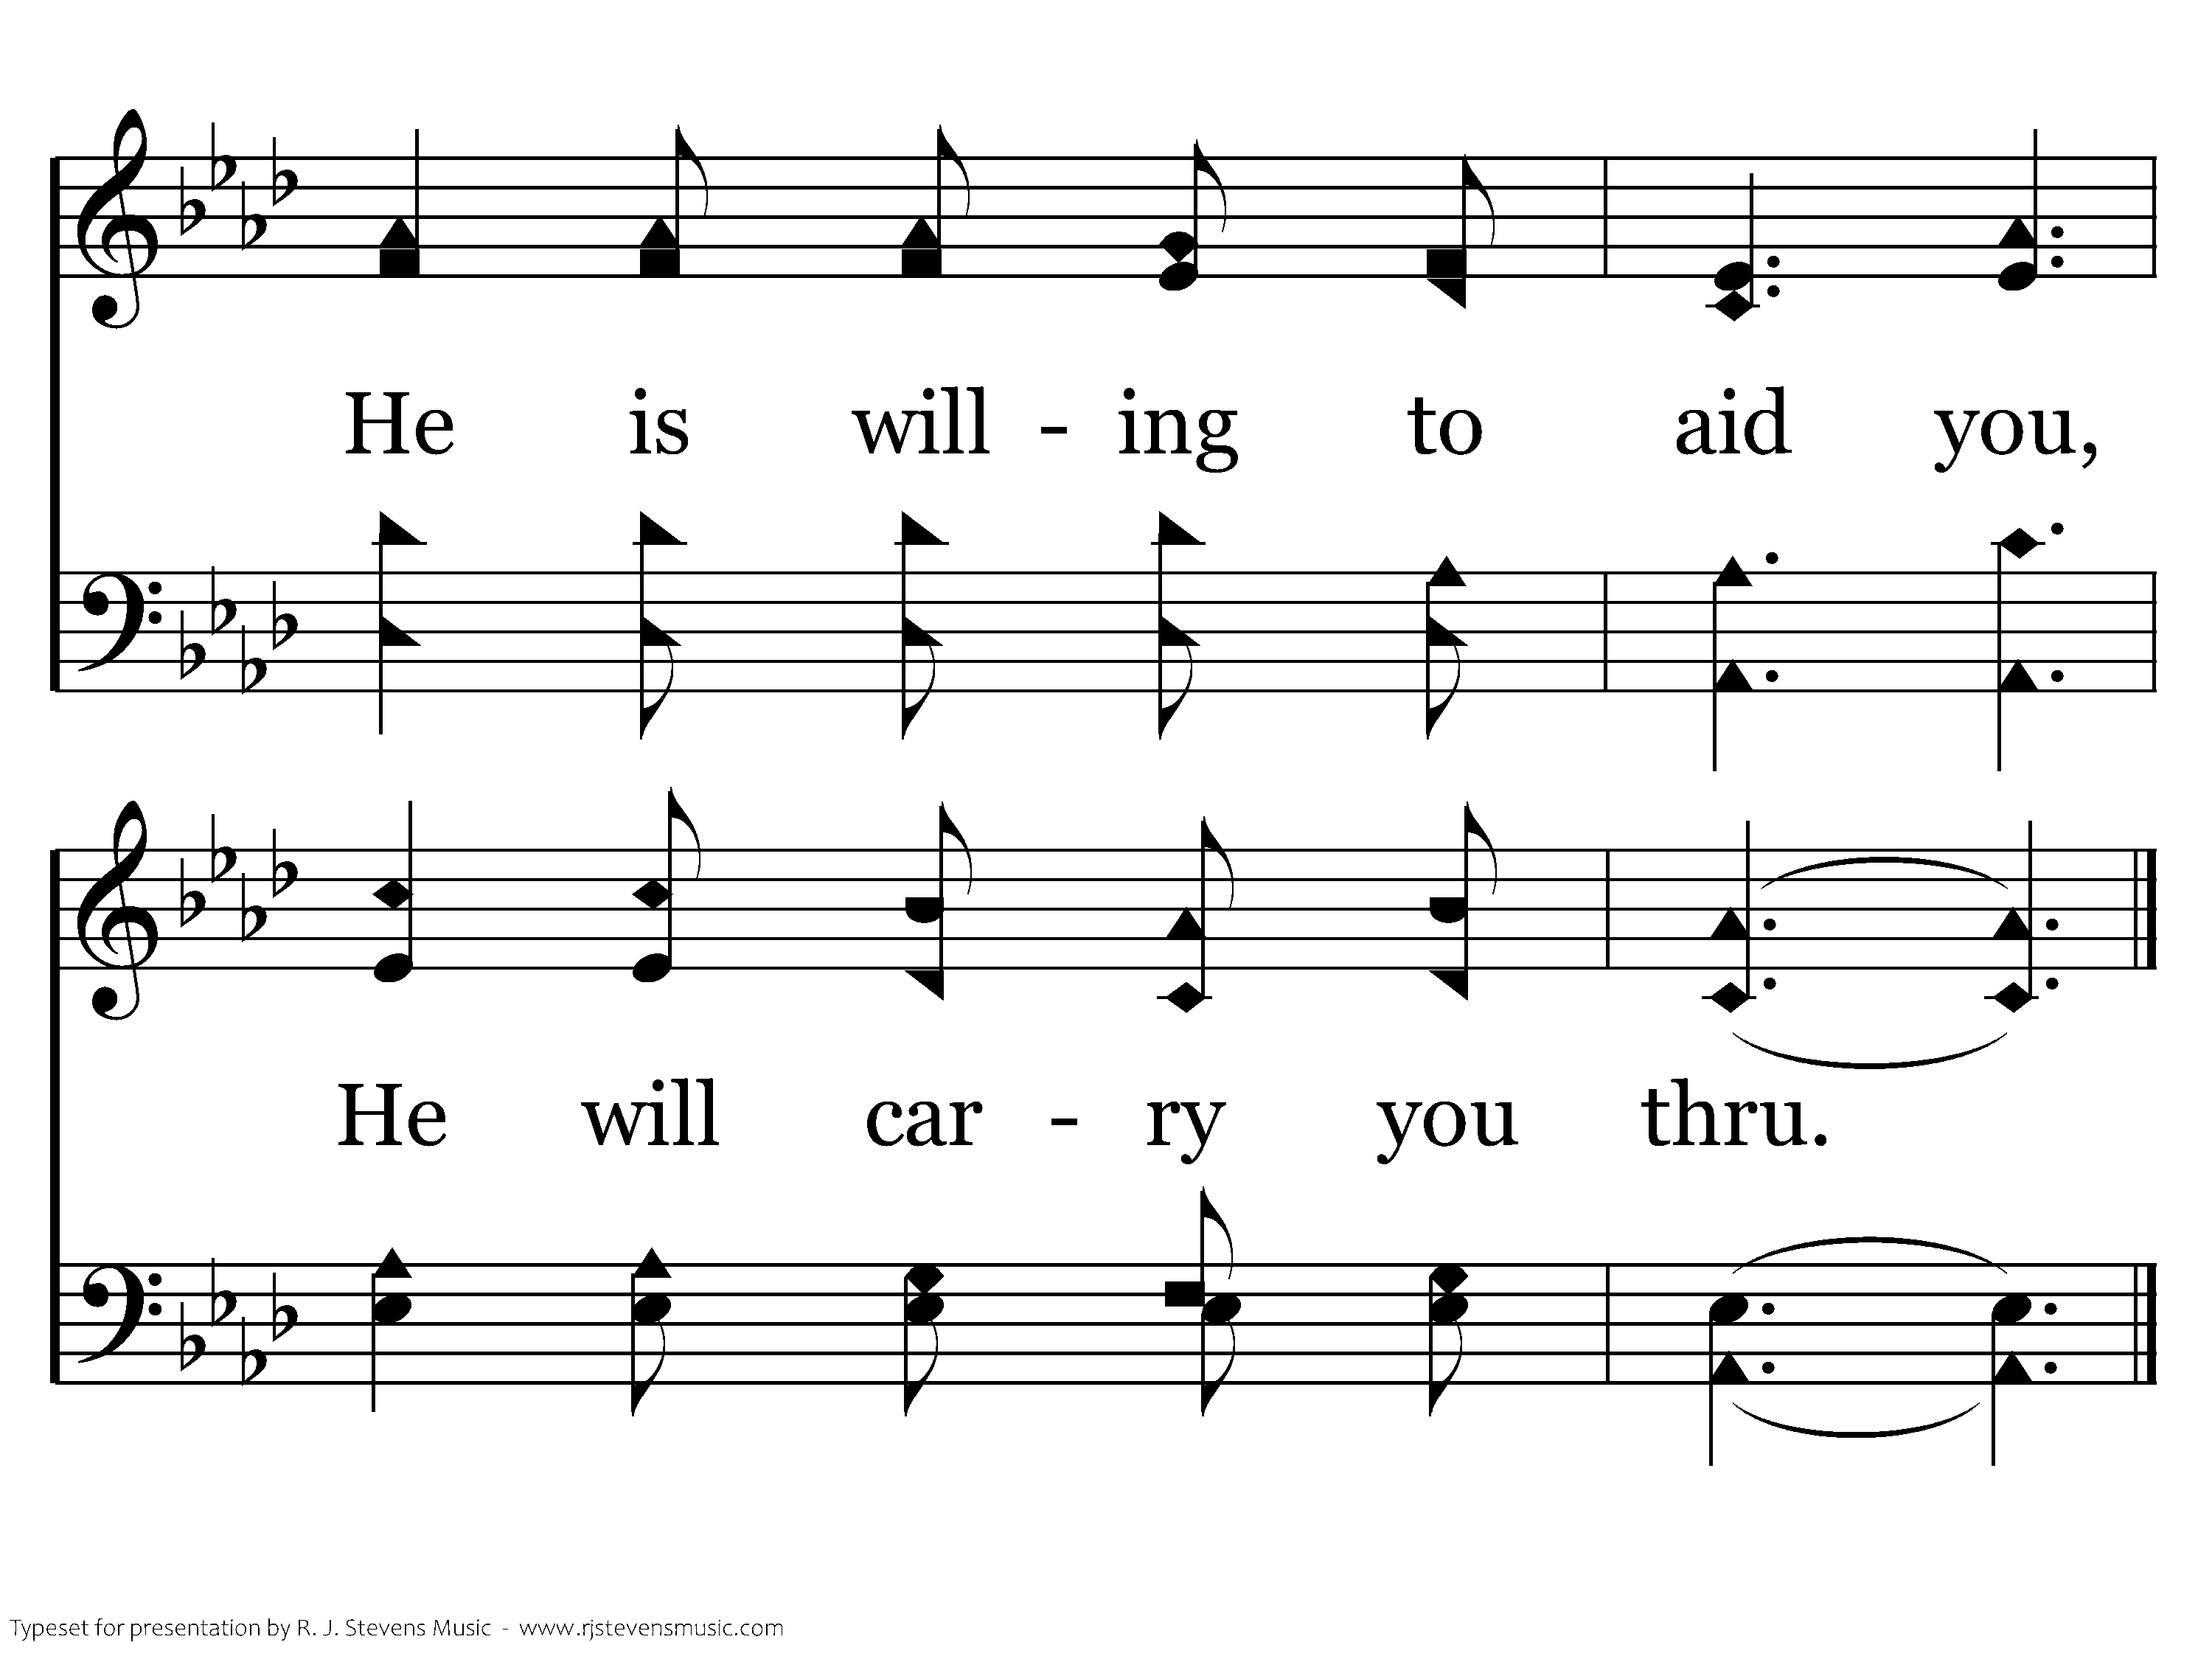 He is will - ing to aid you,
He will car - ry you thru.
Typeset for presentation by R. J. Stevens Music - www.rjstevensmusic.com